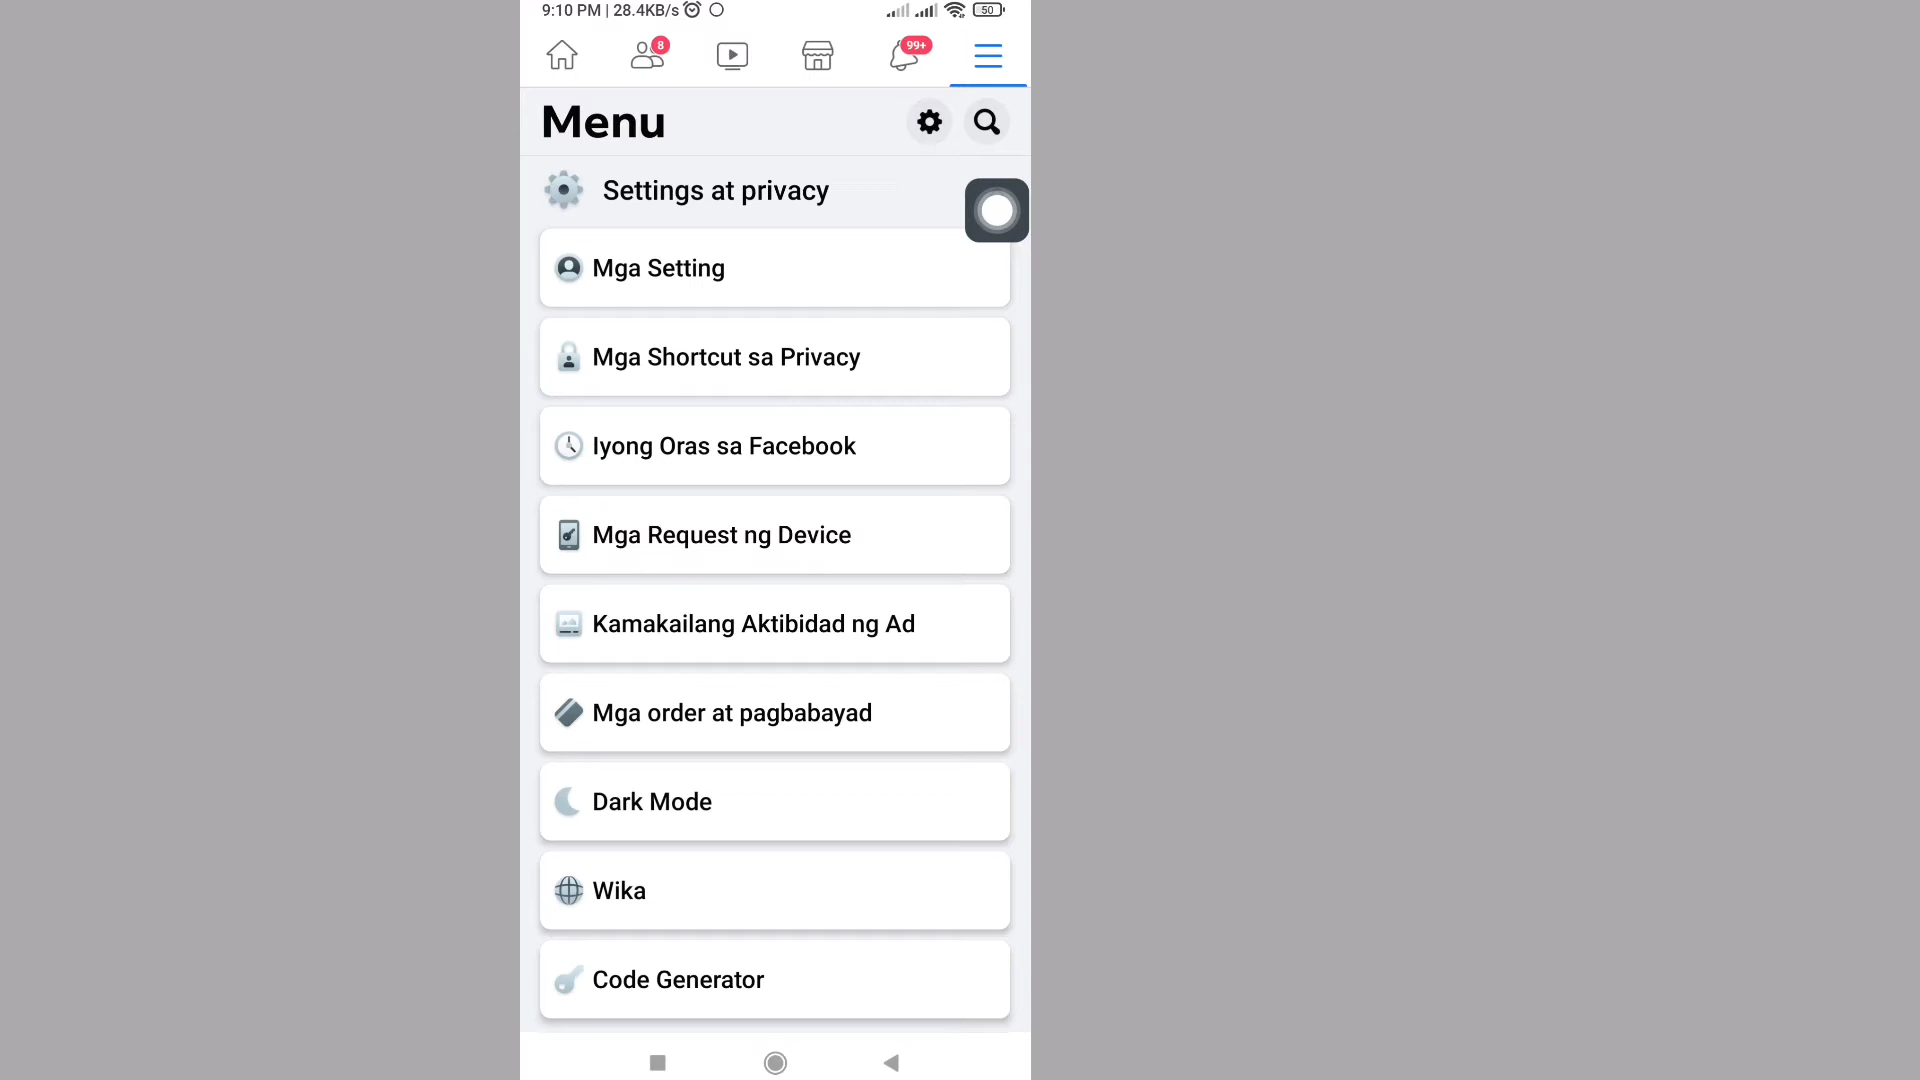 9:10 PM | 28.4KB/s
50
8
99+
Menu
Settings at privacy
Mga Setting
Mga Shortcut sa Privacy
Iyong Oras sa Facebook
Mga Request ng Device
Kamakailang Aktibidad ng Ad
Mga order at pagbabayad
Dark Mode
Wika
Code Generator